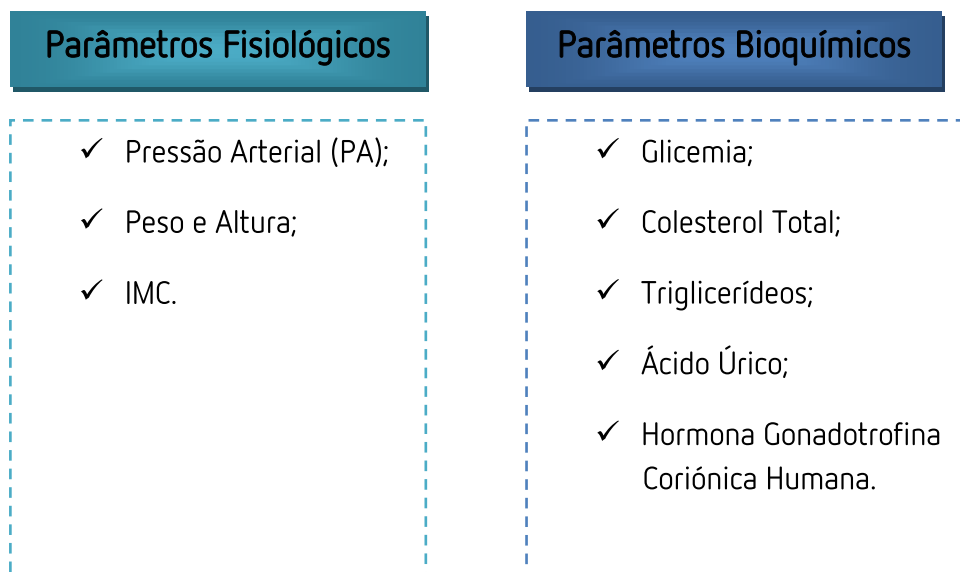 Parâmetros Fisiológicos
✓ Pressão Arterial (PA);
✓ Peso e Altura;
✓ IMC.
Parâmetros Bioquímicos
✓ Glicemia;
✓ Colesterol Total;
✓ Triglicerídeos;
✓ Ácido Úrico;
✓ Hormona Gonadotrofina
Coriónica Humana.